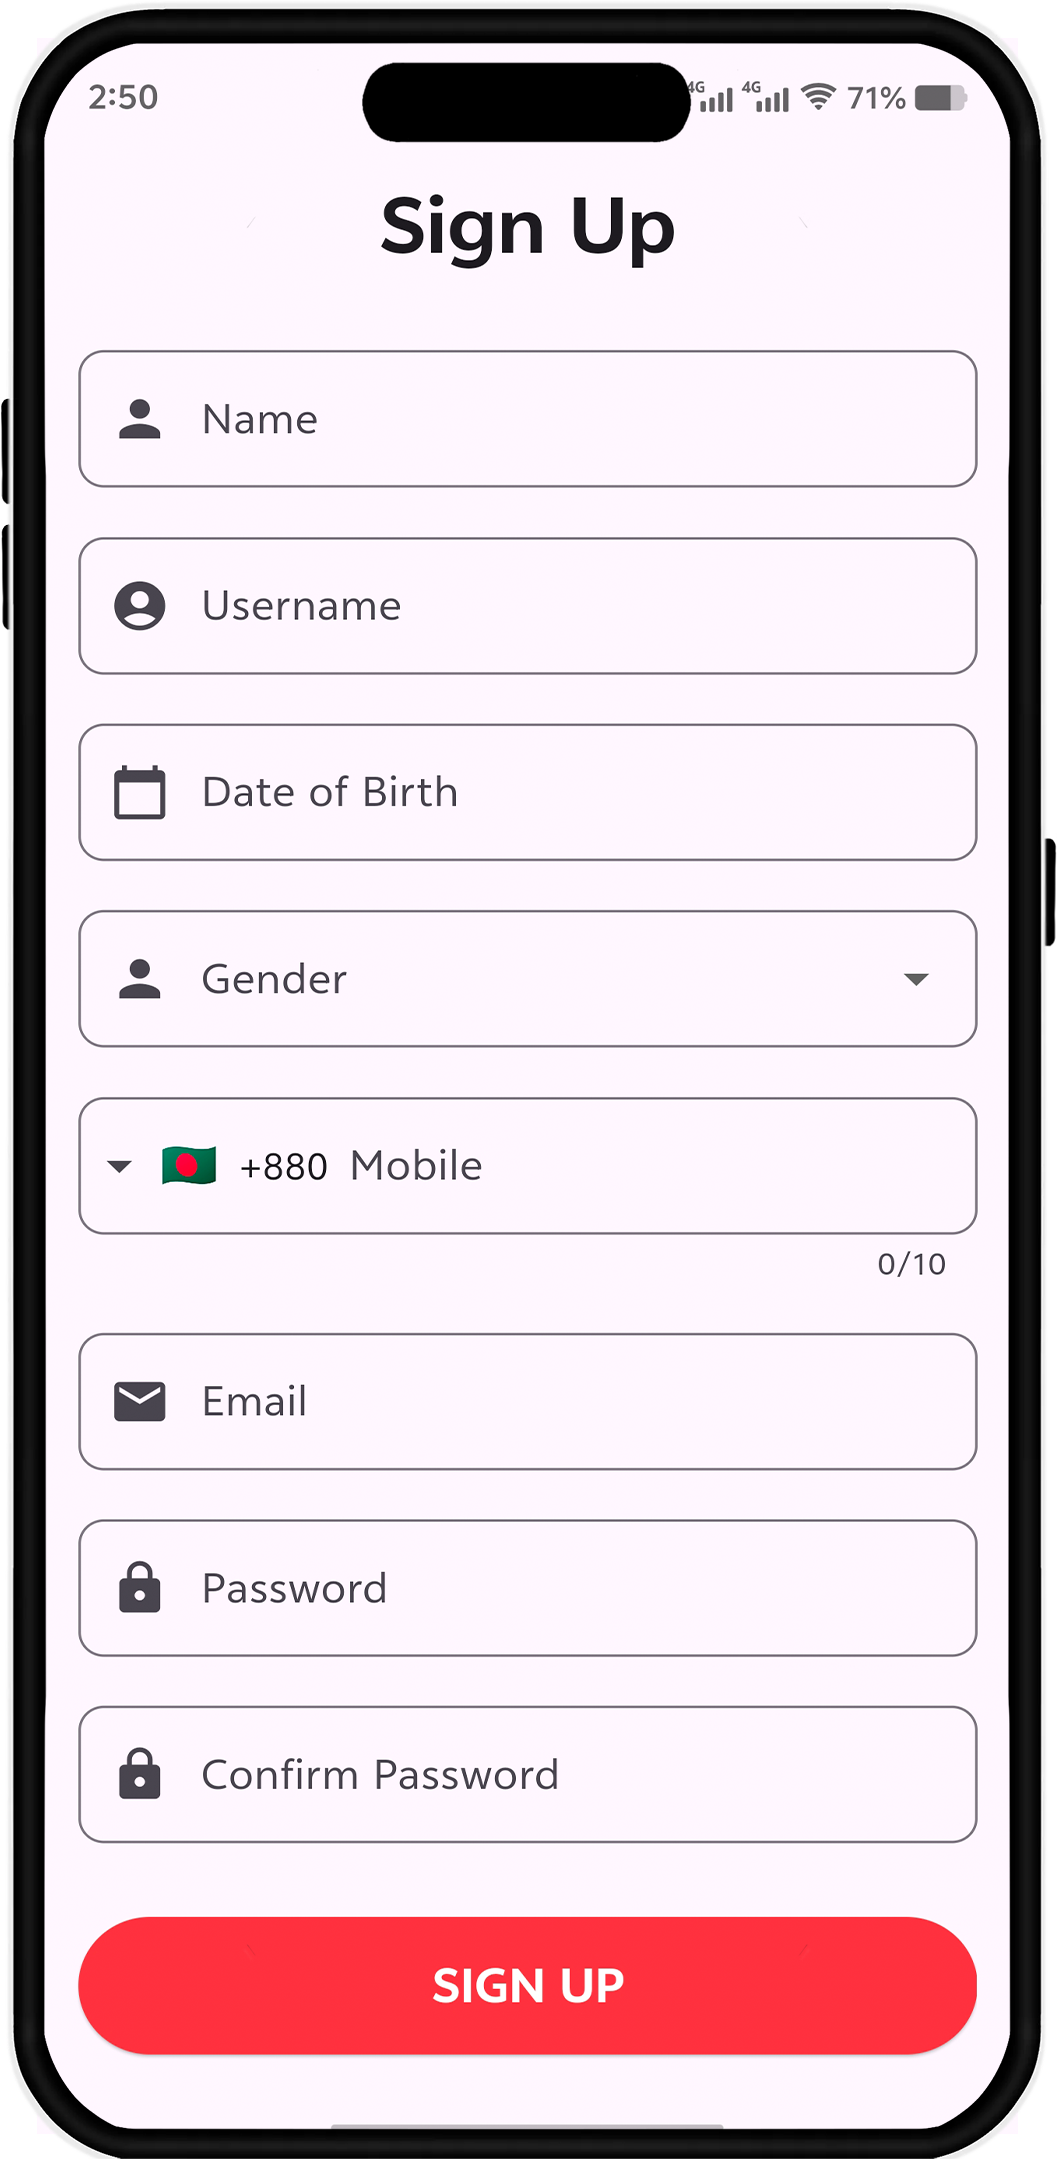 2:50 4G 4G 71%
Sign Up
Name
Username
Date of Birth
Gender
+880 Mobile
0/10
Email
Password
Confirm Password
SIGN UP